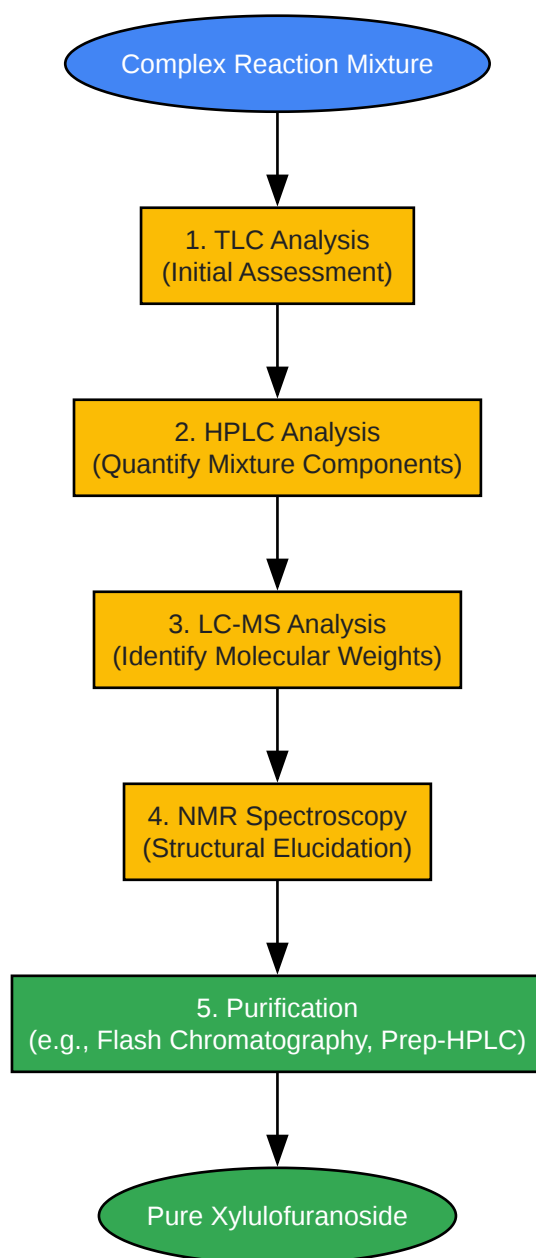 Complex Reaction Mixture
1. TLC Analysis
(Initial Assessment)
2. HPLC Analysis
(Quantify Mixture Components)
3. LC-MS Analysis
(Identify Molecular Weights)
4. NMR Spectroscopy
(Structural Elucidation)
5. Purification
(e.g., Flash Chromatography, Prep-HPLC)
Pure Xylulofuranoside